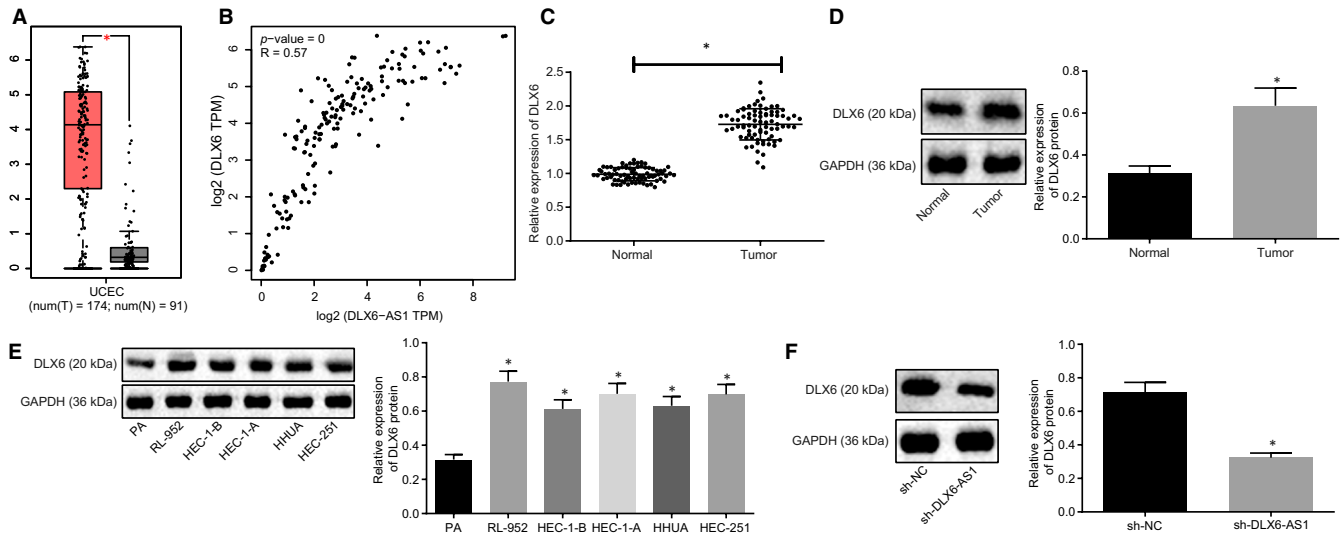 A
*
6
5
4
3
2
1
0
UCEC
(num(T) = 174; num(N) = 91)
B
p-value = 0
R = 0.57
log2 (DLX6 TPM)
6
5
4
3
2
1
0
0 2 4 6 8
log2 (DLX6−AS1 TPM)
C
*
Relative expression of DLX6
2.5
2.0
1.5
1.0
0.5
0.0
Normal Tumor
D
DLX6 (20 kDa)
GAPDH (36 kDa)
Normal Tumor
Relative expression
of DLX6 protein
0.8
0.6
0.4
0.2
0.0
*
Normal Tumor
E
DLX6 (20 kDa)
GAPDH (36 kDa)
PA RL-952 HEC-1-B HEC-1-A HHUA HEC-251
Relative expression
of DLX6 protein
1.0
0.8
0.6
0.4
0.2
0.0
* * * * *
PA RL-952 HEC-1-B HEC-1-A HHUA HEC-251
F
DLX6 (20 kDa)
GAPDH (36 kDa)
sh-NC sh-DLX6-AS1
Relative expression
of DLX6 protein
1.0
0.8
0.6
0.4
0.2
0.0
*
sh-NC sh-DLX6-AS1